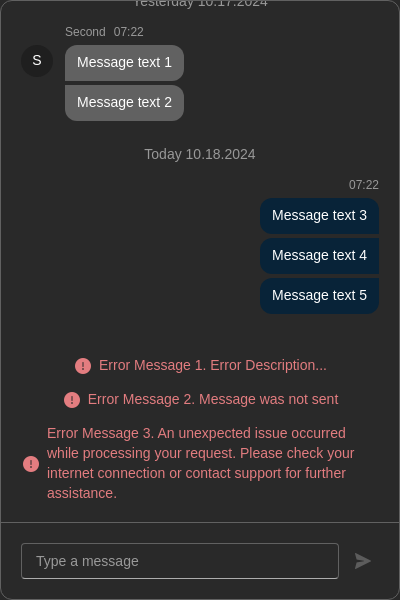 Yesterday 10.17.2024
Second 07:22
S
Message text 1
Message text 2
Today 10.18.2024
07:22
Message text 3
Message text 4
Message text 5
Error Message 1. Error Description...
Error Message 2. Message was not sent
Error Message 3. An unexpected issue occurred
while processing your request. Please check your
internet connection or contact support for further
assistance.
Type a message